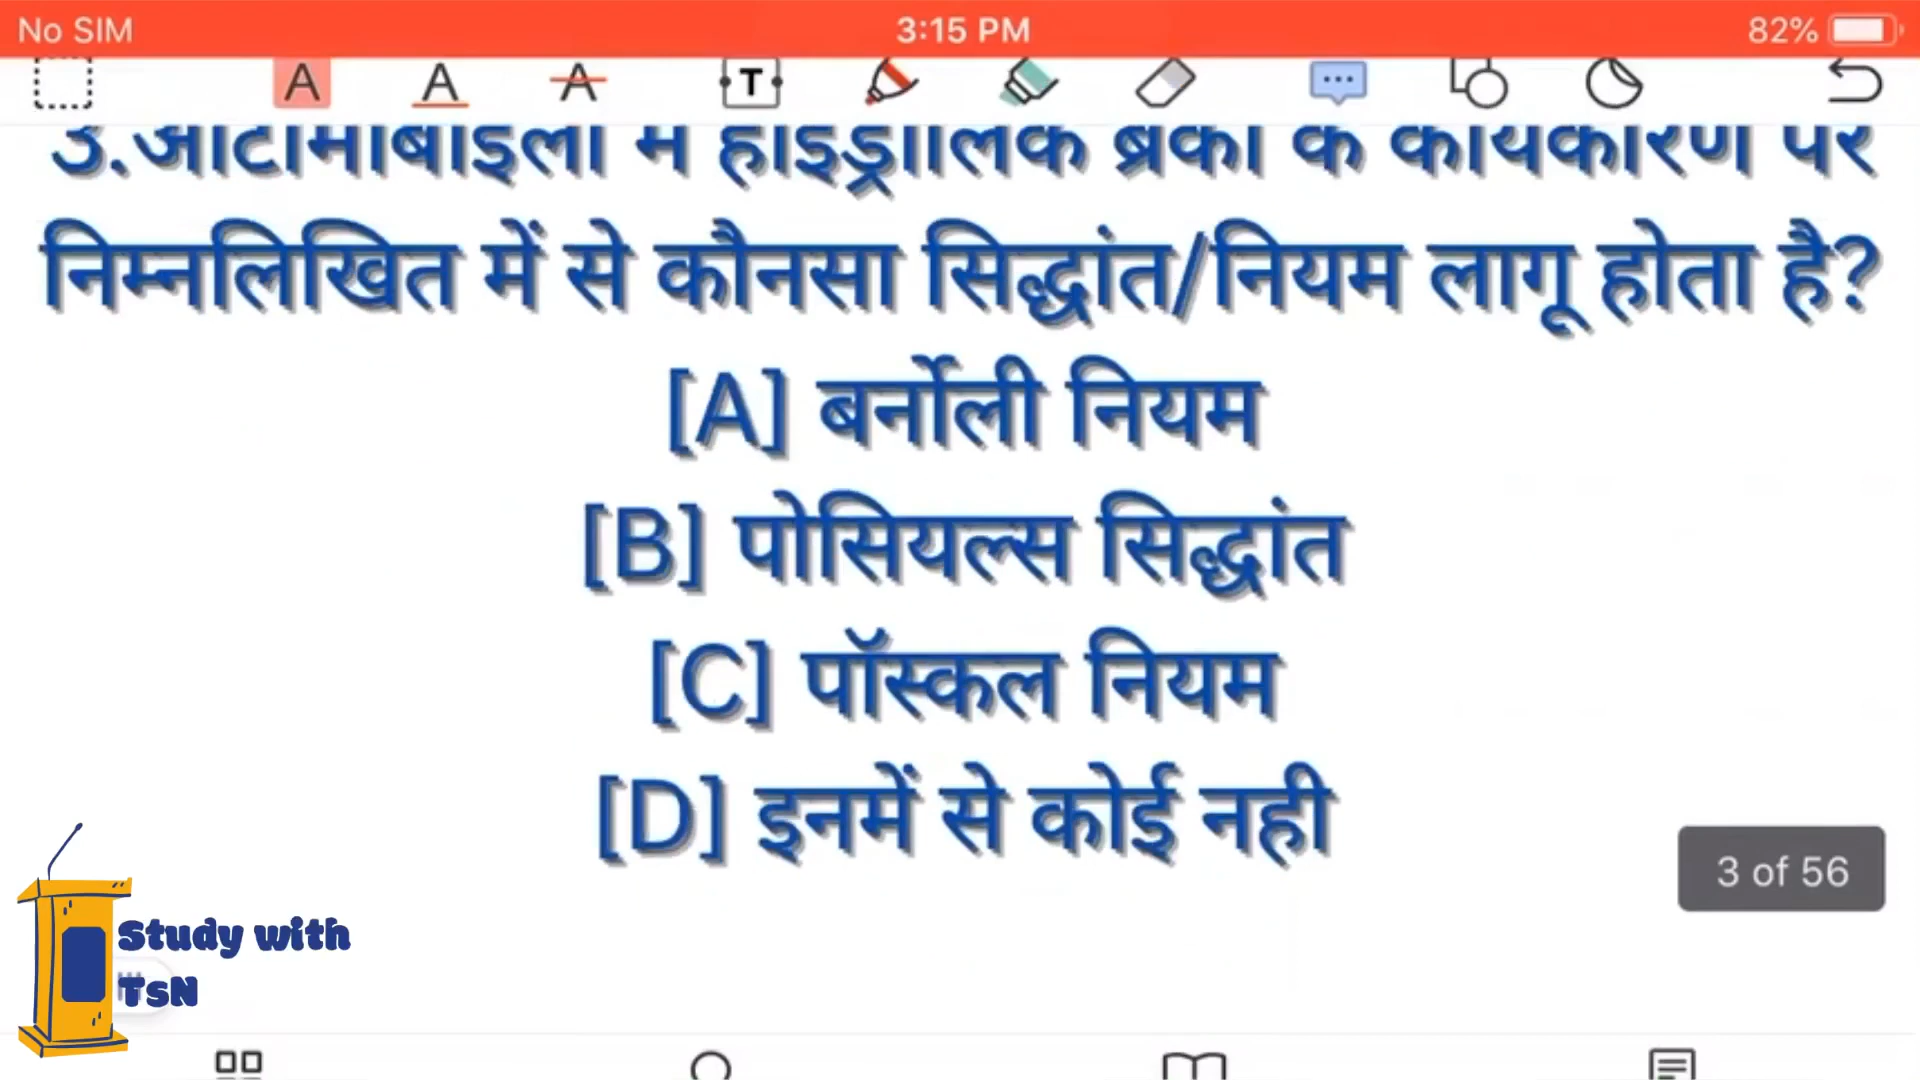 No SIM
3:15 PM
82%
A A A T
3.ऑटोमोबाइलों में हाइड्रोलिक ब्रेकों के कार्यकारण पर
निम्नलिखित में से कौनसा सिद्धांत/नियम लागू होता है?
[A] बर्नोली नियम
[B] पोसियल्स सिद्धांत
[C] पॉस्कल नियम
[D] इनमें से कोई नही
3 of 56
Study with
TsN